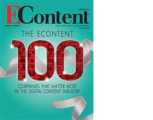 EContent
THE ECONTENT
100
COMPANIES THAT MATTER MOST
IN THE DIGITAL CONTENT INDUSTRY